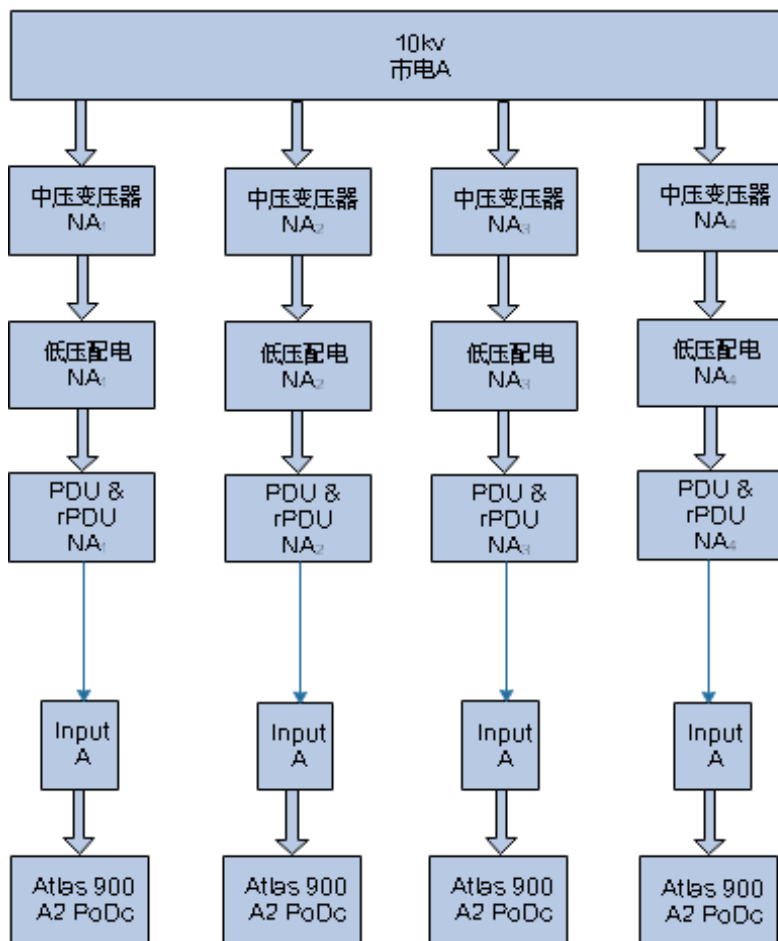 10kv
市电A
中压变压器
NA₁
中压变压器
NA₂
中压变压器
NA₃
中压变压器
NA₄
低压配电
NA₁
低压配电
NA₂
低压配电
NA₃
低压配电
NA₄
PDU &
rPDU
NA₁
PDU &
rPDU
NA₂
PDU &
rPDU
NA₃
PDU &
rPDU
NA₄
Input
A
Input
A
Input
A
Input
A
Atlas 900
A2 PoDc
Atlas 900
A2 PoDc
Atlas 900
A2 PoDc
Atlas 900
A2 PoDc